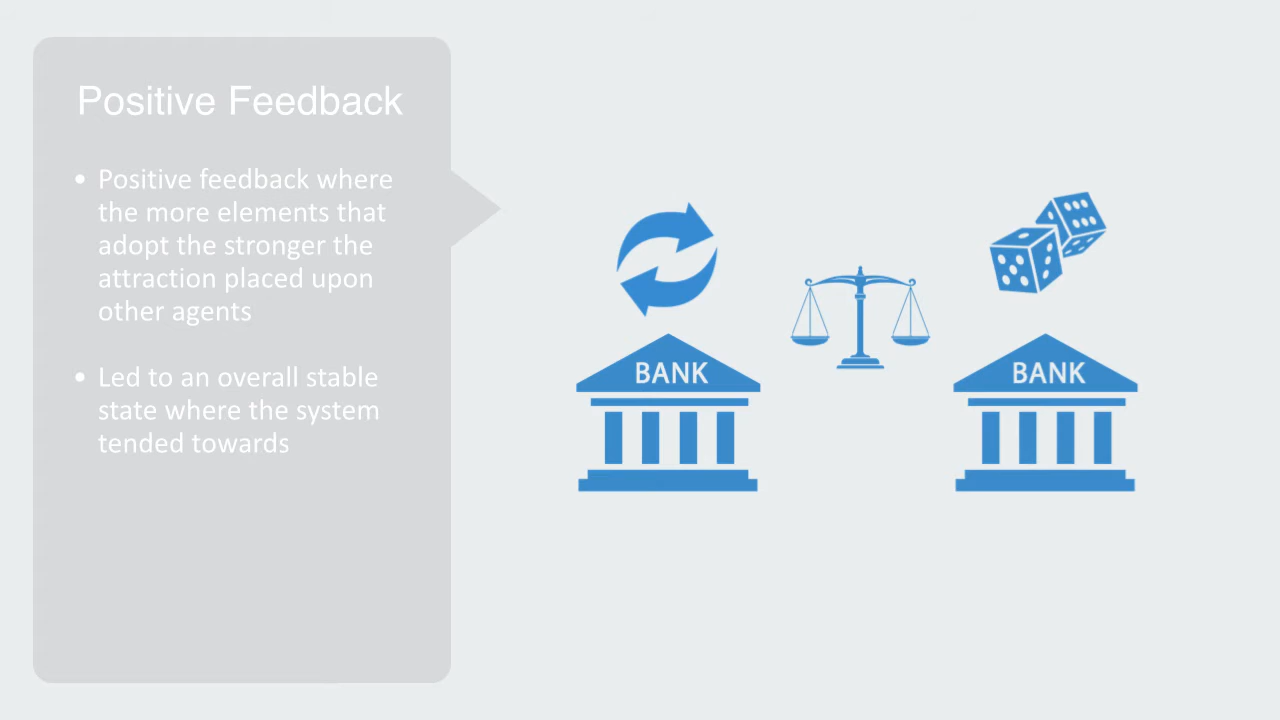 Positive Feedback
• Positive feedback where
the more elements that
adopt the stronger the
attraction placed upon
other agents
• Led to an overall stable
state where the system
tended towards
BANK
BANK